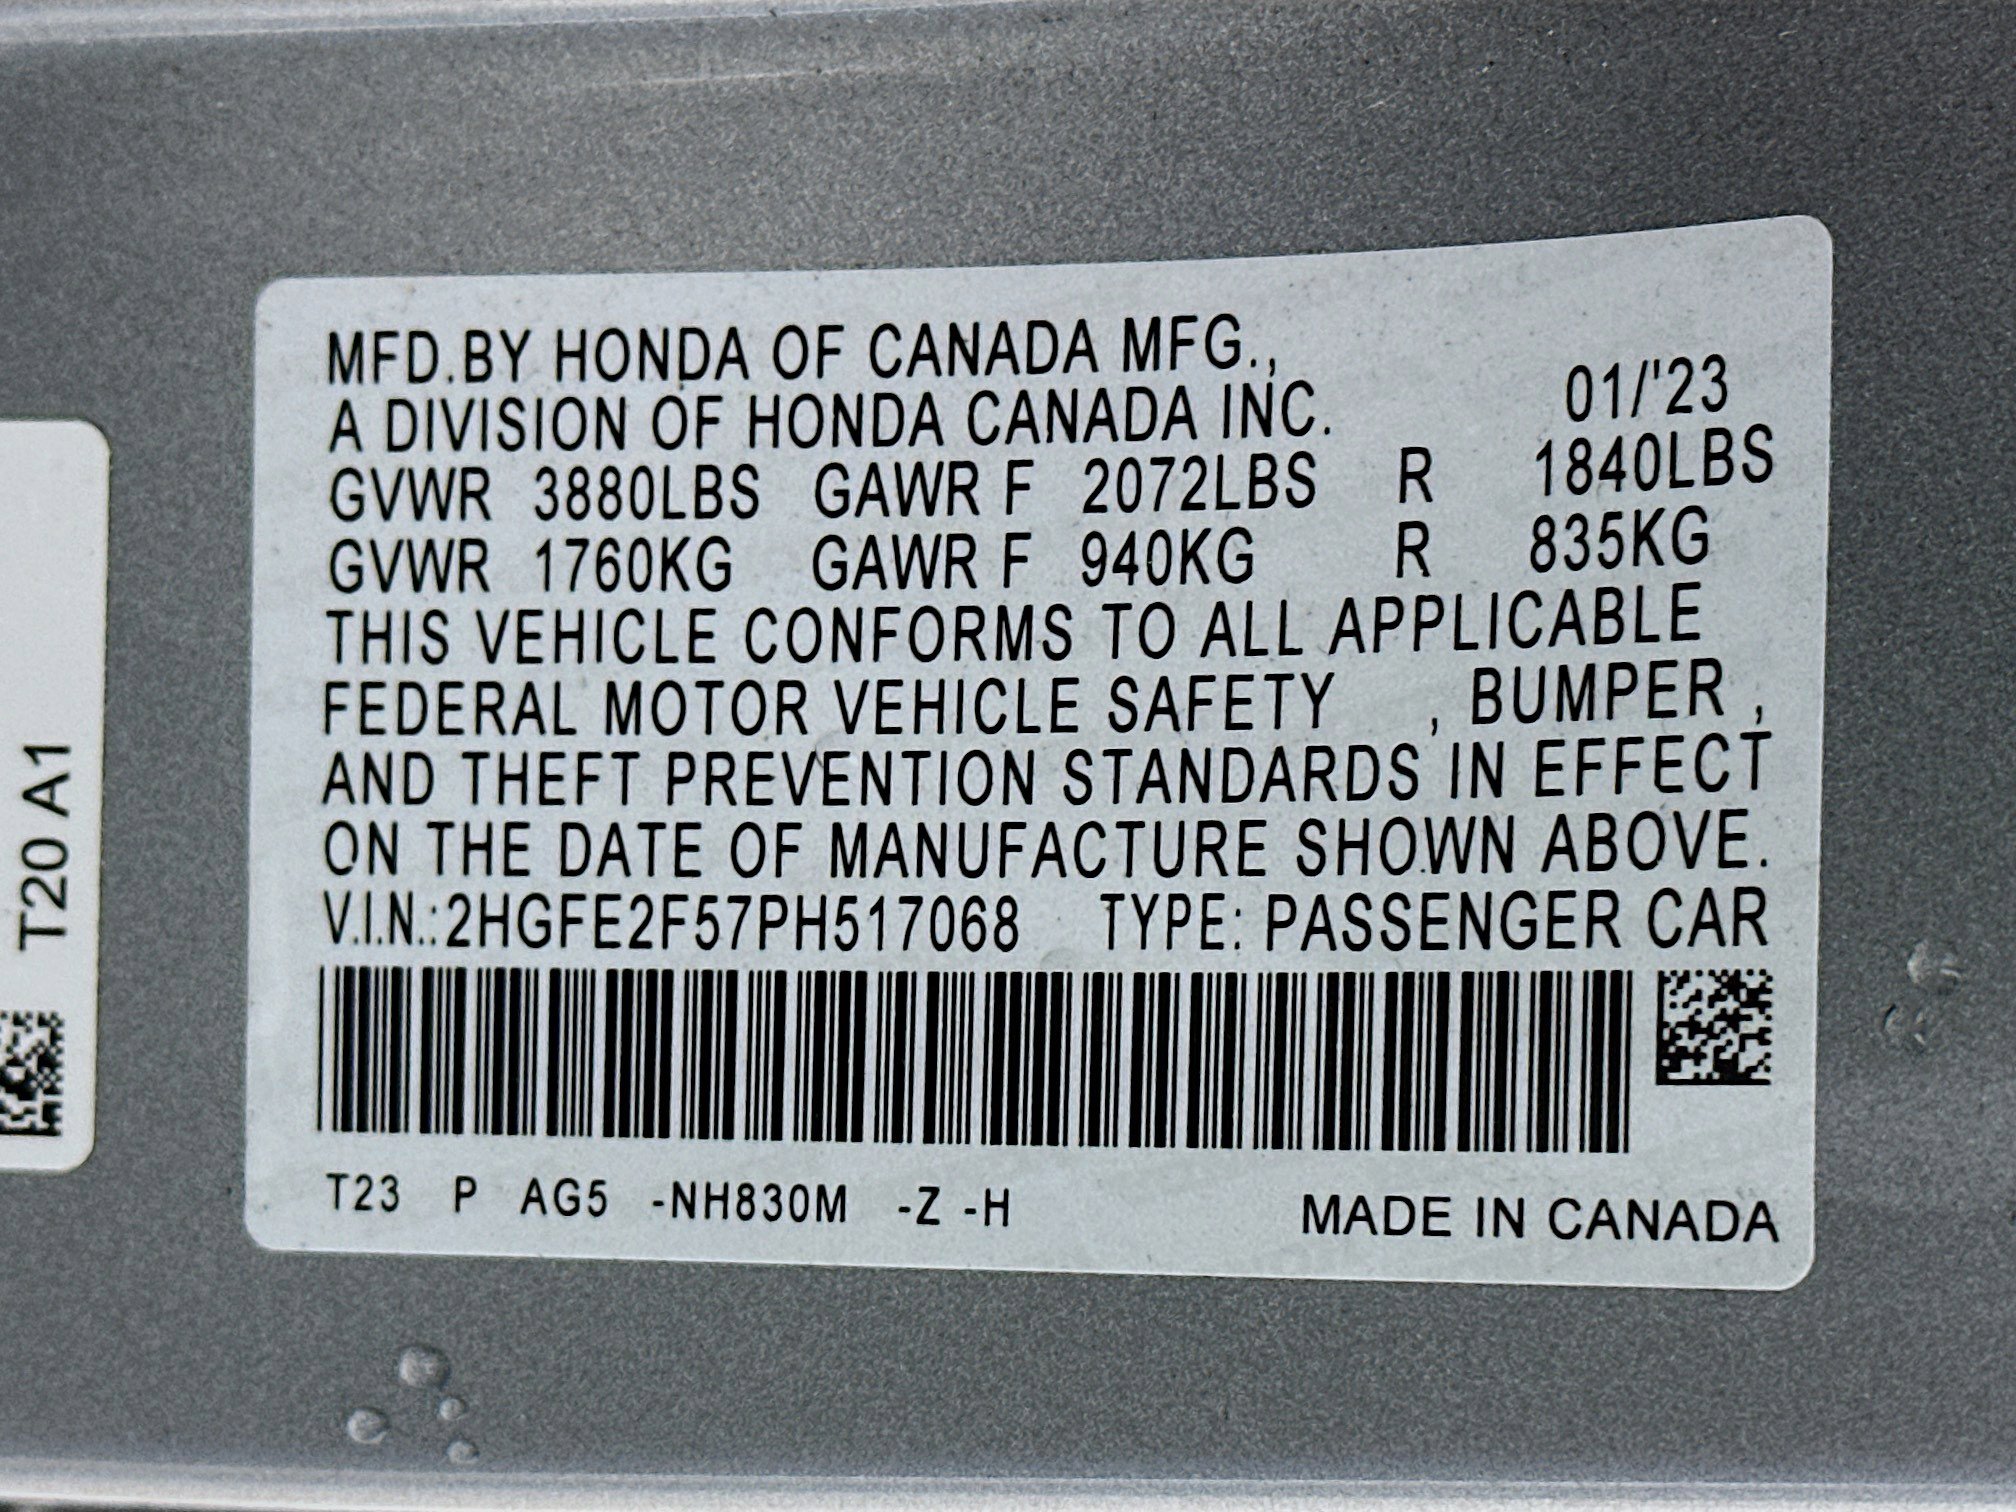 MFD.BY HONDA OF CANADA MFG.,
A DIVISION OF HONDA CANADA INC. 01/'23
GVWR 3880LBS GAWR F 2072LBS R 1840LBS
GVWR 1760KG GAWR F 940KG R 835KG
THIS VEHICLE CONFORMS TO ALL APPLICABLE
FEDERAL MOTOR VEHICLE SAFETY , BUMPER ,
AND THEFT PREVENTION STANDARDS IN EFFECT
ON THE DATE OF MANUFACTURE SHOWN ABOVE.
V.I.N.:2HGFE2F57PH517068 TYPE: PASSENGER CAR
T23 P AG5 -NH830M -Z -H MADE IN CANADA
T20 A1